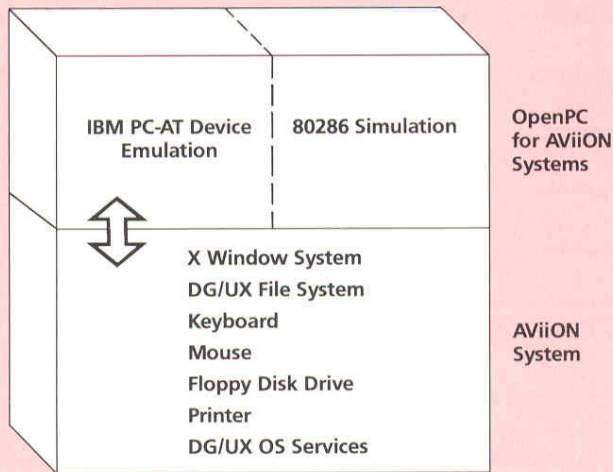 IBM PC-AT Device
Emulation
80286 Simulation
OpenPC
for AViiON
Systems
X Window System
DG/UX File System
Keyboard
Mouse
Floppy Disk Drive
Printer
DG/UX OS Services
AViiON
System